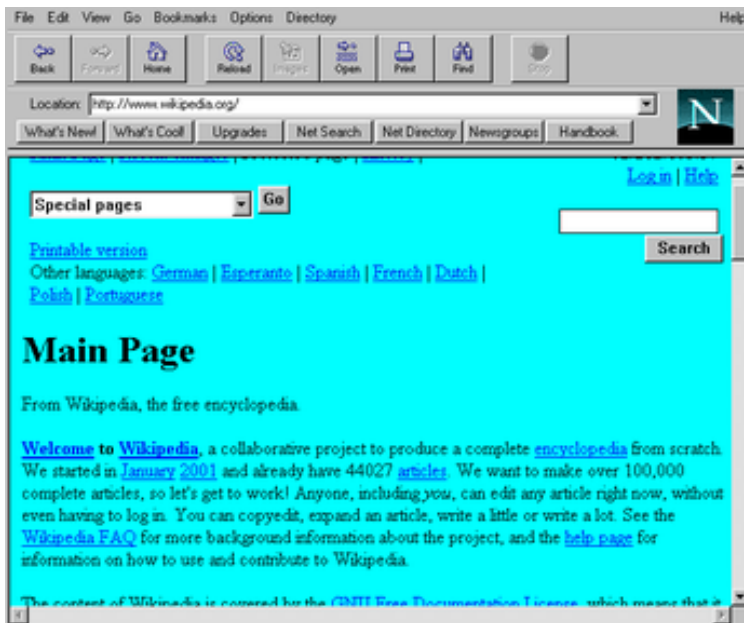 File Edit View Go Bookmarks Options Directory Help
Back Forward Home Reload Images Open Print Find Stop
Location: http://www.wikipedia.org/
N
What's New! What's Cool! Upgrades Net Search Net Directory Newsgroups Handbook
Log in | Help
Special pages Go
Search
Printable version
Other languages: German | Esperanto | Spanish | French | Dutch |
Polish | Portuguese
Main Page
From Wikipedia, the free encyclopedia.
Welcome to Wikipedia, a collaborative project to produce a complete encyclopedia from scratch.
We started in January 2001 and already have 44027 articles. We want to make over 100,000
complete articles, so let's get to work! Anyone, including you, can edit any article right now, without
even having to log in. You can copyedit, expand an article, write a little or write a lot. See the
Wikipedia FAQ for more background information about the project, and the help page for
information on how to use and contribute to Wikipedia.
The content of Wikipedia is covered by the GNU Free Documentation License, which means that it